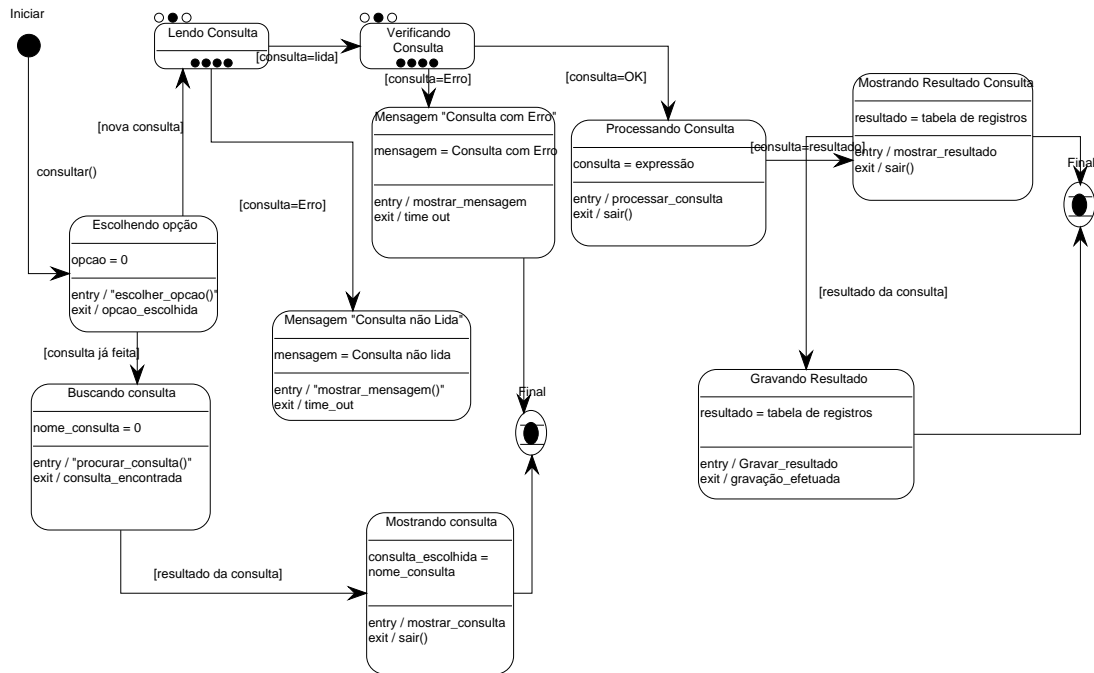 Iniciar
Lendo Consulta
[consulta=lida]
Verificando
Consulta
[consulta=Erro]
[consulta=OK]
[nova consulta]
consultar()
[consulta=Erro]
Mensagem "Consulta com Erro"
mensagem = Consulta com Erro
entry / mostrar_mensagem
exit / time out
Processando Consulta
consulta = expressão
entry / processar_consulta
exit / sair()
[consulta=resultado]
Mostrando Resultado Consulta
resultado = tabela de registros
entry / mostrar_resultado
exit / sair()
Final
Escolhendo opção
opcao = 0
entry / "escolher_opcao()"
exit / opcao_escolhida
[consulta já feita]
Mensagem "Consulta não Lida"
mensagem = Consulta não lida
entry / "mostrar_mensagem()"
exit / time_out
[resultado da consulta]
Buscando consulta
nome_consulta = 0
entry / "procurar_consulta()"
exit / consulta_encontrada
Final
Gravando Resultado
resultado = tabela de registros
entry / Gravar_resultado
exit / gravação_efetuada
[resultado da consulta]
Mostrando consulta
consulta_escolhida =
nome_consulta
entry / mostrar_consulta
exit / sair()